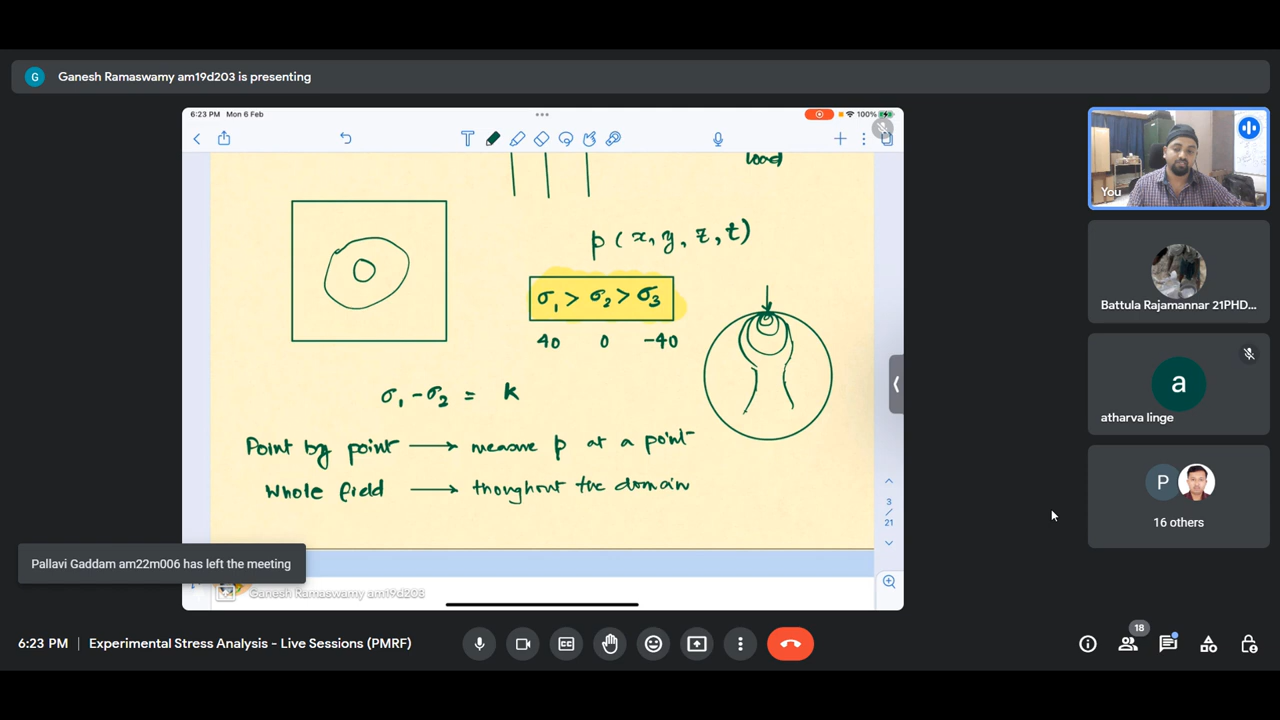 G Ganesh Ramaswamy am19d203 is presenting
6:23 PM Mon 6 Feb
100%
T
load
p(x, y, z, t)
σ₁ > σ₂ > σ₃
40 0 -40
σ₁ - σ₂ = k
Point by point → measure p at a point
Whole field → thoughout the domain
3
/
21
Ganesh Ramaswamy am19d203
You
Battula Rajamannar 21PHD...
a
atharva linge
P
16 others
Pallavi Gaddam am22m006 has left the meeting
6:23 PM | Experimental Stress Analysis - Live Sessions (PMRF)
CC
18